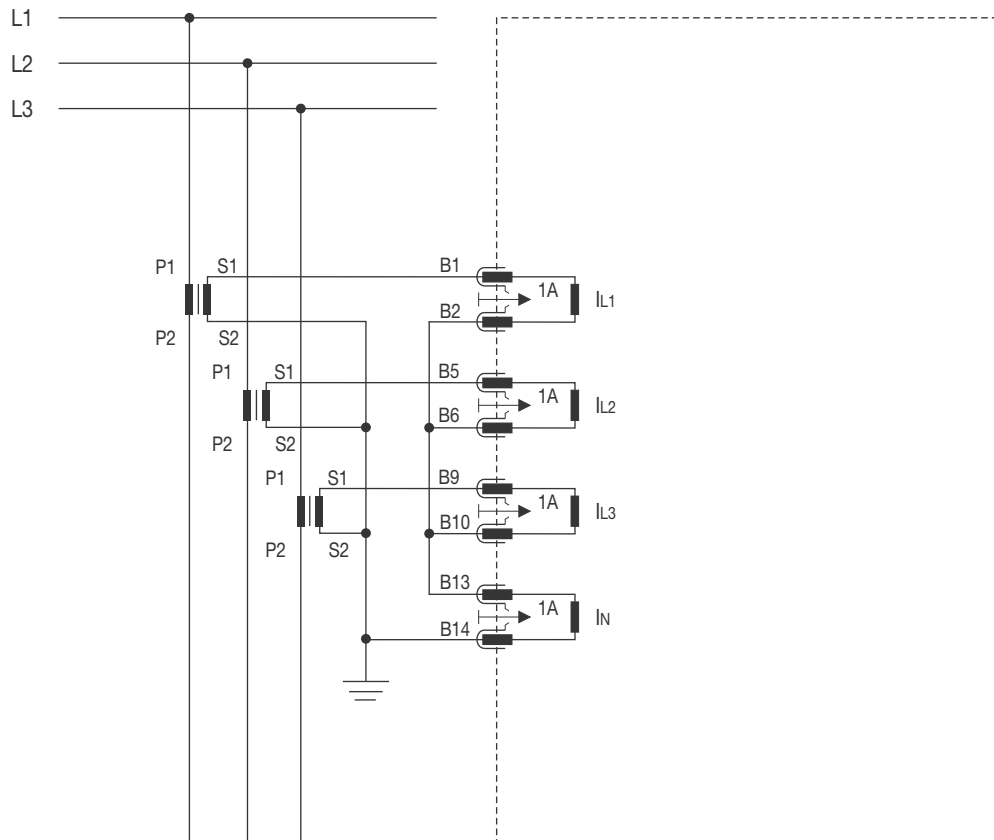 L1
L2
L3
P1 S1 B1 1A IL1
P2 S2 B2
P1 S1 B5 1A IL2
P2 S2 B6
P1 S1 B9 1A IL3
P2 S2 B10
B13 1A IN
B14